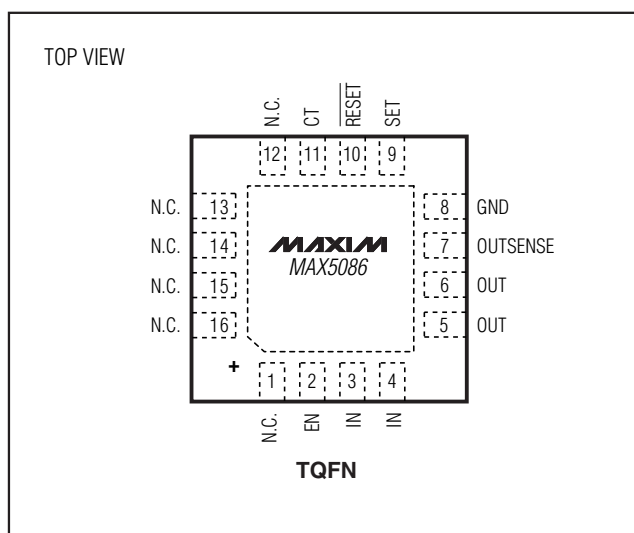 TOP VIEW
N.C.
CT
RESET
SET
12
11
10
9
N.C.
13
8
GND
N.C.
14
MAXIM
7
OUTSENSE
MAX5086
N.C.
15
6
OUT
N.C.
16
5
OUT
+
1
2
3
4
N.C.
EN
IN
IN
TQFN